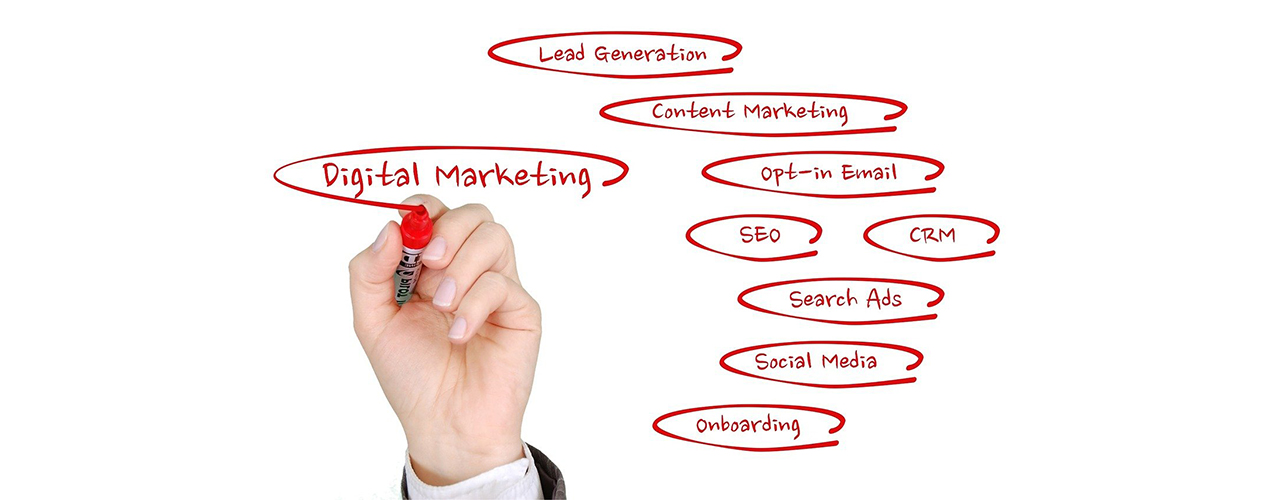 Lead Generation
Content Marketing
Digital Marketing
Opt-in Email
SEO
CRM
Search Ads
Social Media
Onboarding